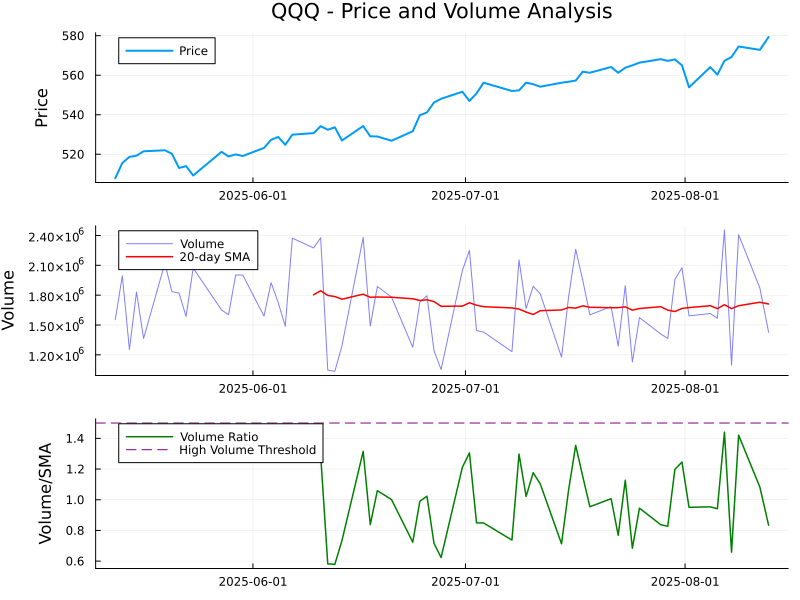 QQQ - Price and Volume Analysis
Price
580
560
540
520
Price
2025-06-01
2025-07-01
2025-08-01
Volume
2.40×10⁶
2.10×10⁶
1.80×10⁶
1.50×10⁶
1.20×10⁶
Volume
20-day SMA
2025-06-01
2025-07-01
2025-08-01
Volume/SMA
1.4
1.2
1.0
0.8
0.6
Volume Ratio
High Volume Threshold
2025-06-01
2025-07-01
2025-08-01